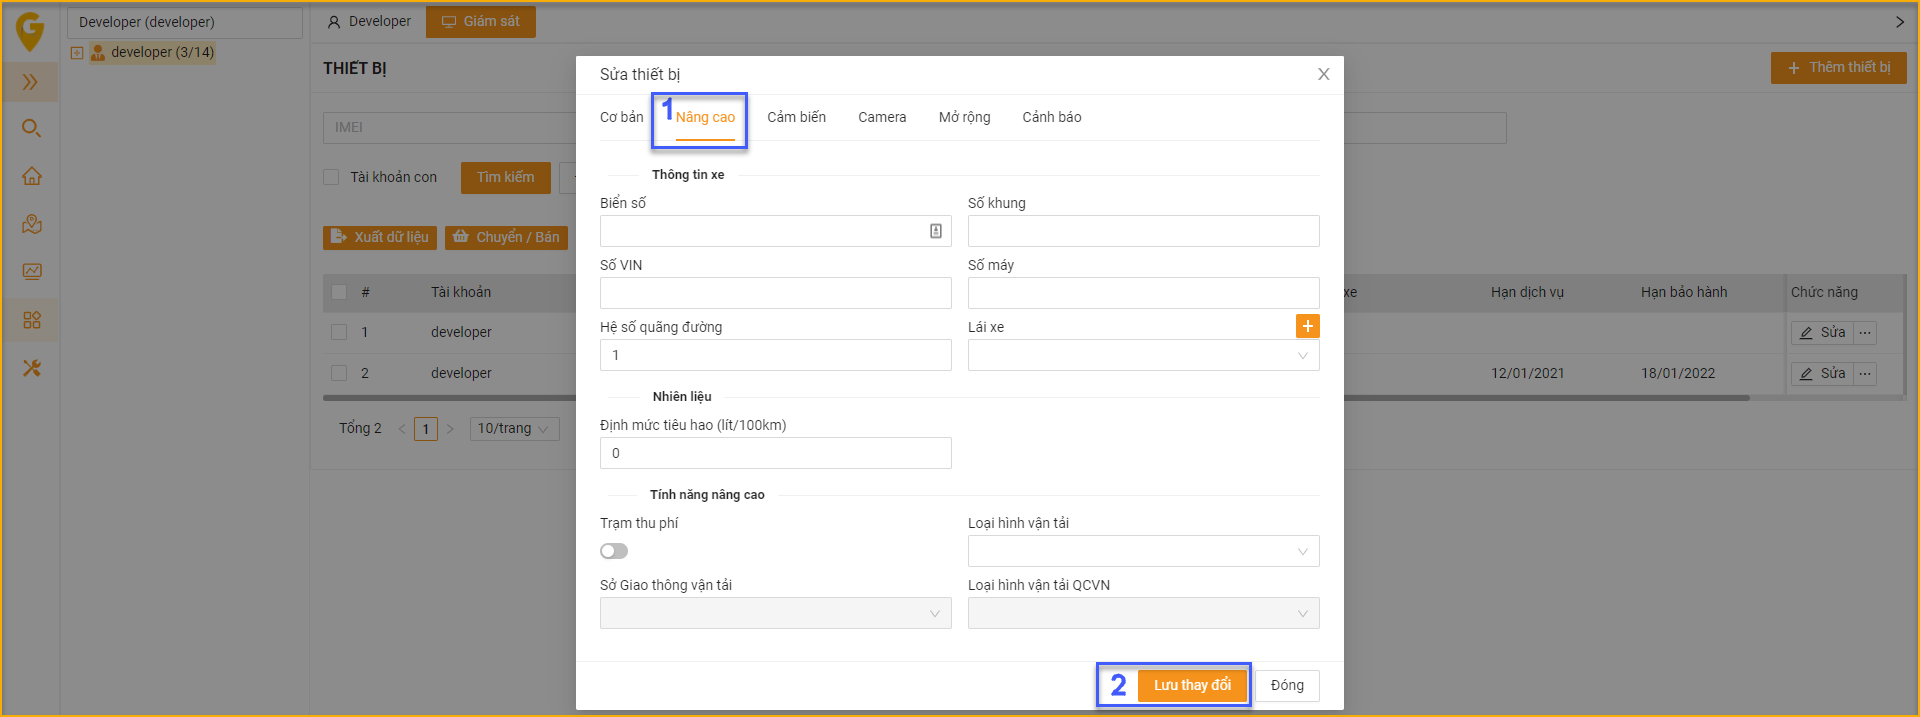 G
Developer (developer)
developer (3/14)
Developer
Giám sát
THIẾT BỊ
Thêm thiết bị
IMEI
Tài khoản con
Tìm kiếm
Xuất dữ liệu
Chuyển / Bán
# Tài khoản xe Hạn dịch vụ Hạn bảo hành Chức năng
1 developer Sửa ...
2 developer 12/01/2021 18/01/2022 Sửa ...
Tổng 2 < 1 > 10/trang
Sửa thiết bị
1
Cơ bản Nâng cao Cảm biến Camera Mở rộng Cảnh báo
Thông tin xe
Biển số Số khung
Số VIN Số máy
Hệ số quãng đường Lái xe
1
Nhiên liệu
Định mức tiêu hao (lít/100km)
0
Tính năng nâng cao
Trạm thu phí Loại hình vận tải
Sở Giao thông vận tải Loại hình vận tải QCVN
2 Lưu thay đổi Đóng